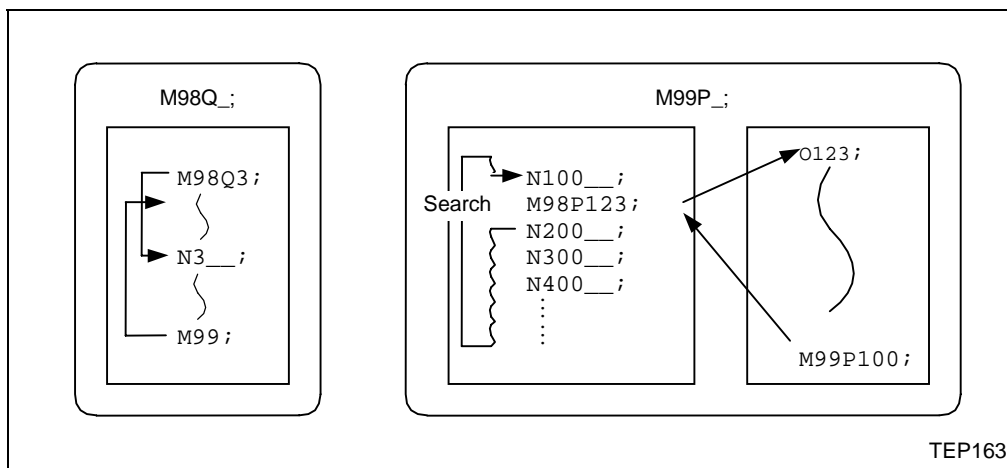 M98Q_;
M98Q3;
N3__;
M99;
M99P_;
Search
N100__;
M98P123;
N200__;
N300__;
N400__;
O123;
M99P100;
TEP163